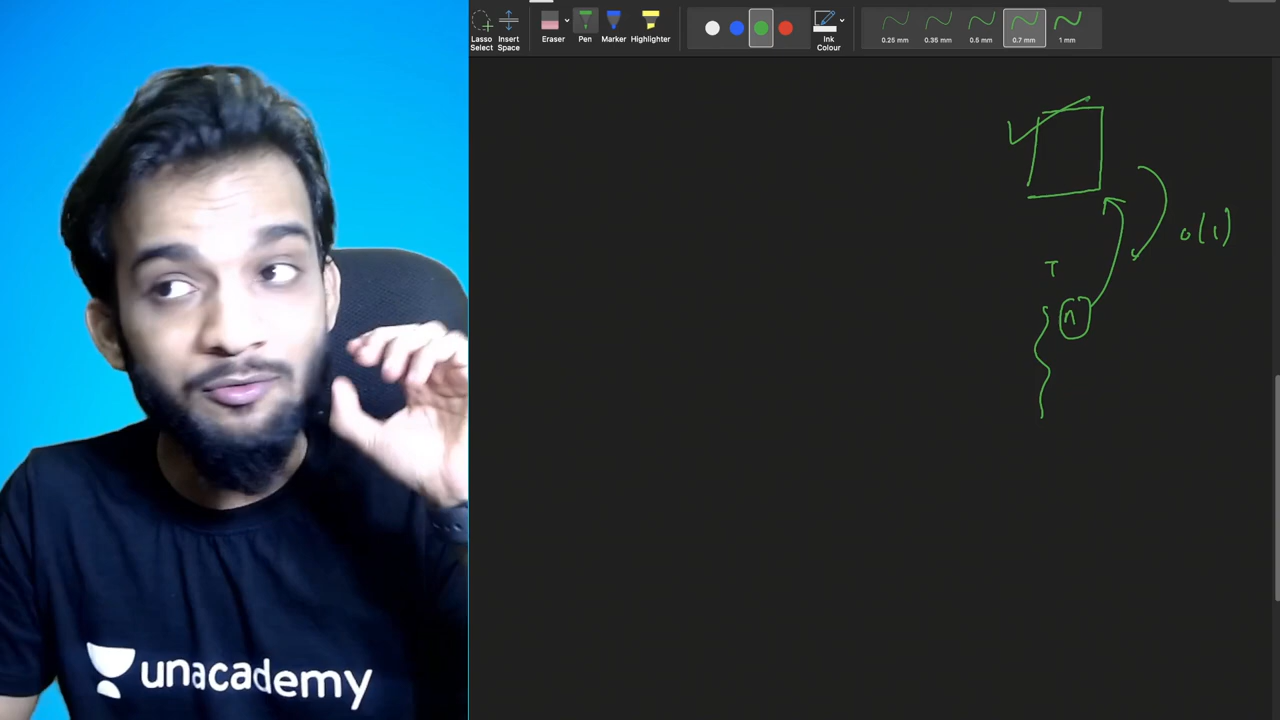 Lasso Select
Insert Space
Eraser
Pen
Marker
Highlighter
Ink Colour
0.25 mm
0.35 mm
0.5 mm
0.7 mm
1 mm
O(1)
T
n
unacademy